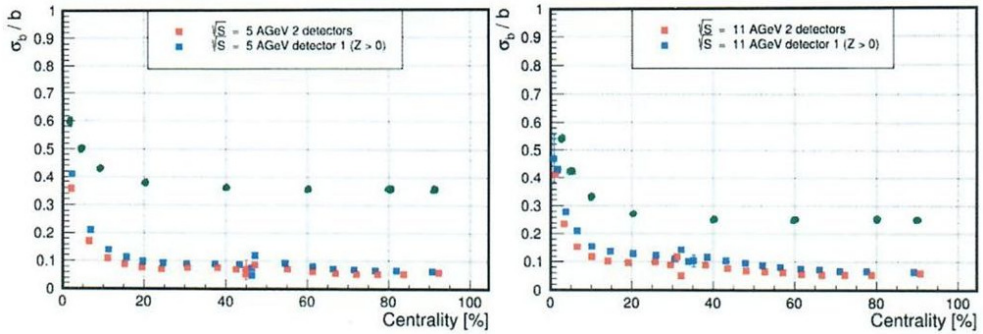 σ_b / b
1
0.9
0.8
0.7
0.6
0.5
0.4
0.3
0.2
0.1
0
√S = 5 AGeV 2 detectors
√S = 5 AGeV detector 1 (Z > 0)
0 20 40 60 80 100
Centrality [%]
σ_b / b
1
0.9
0.8
0.7
0.6
0.5
0.4
0.3
0.2
0.1
0
√S = 11 AGeV 2 detectors
√S = 11 AGeV detector 1 (Z > 0)
0 20 40 60 80 100
Centrality [%]